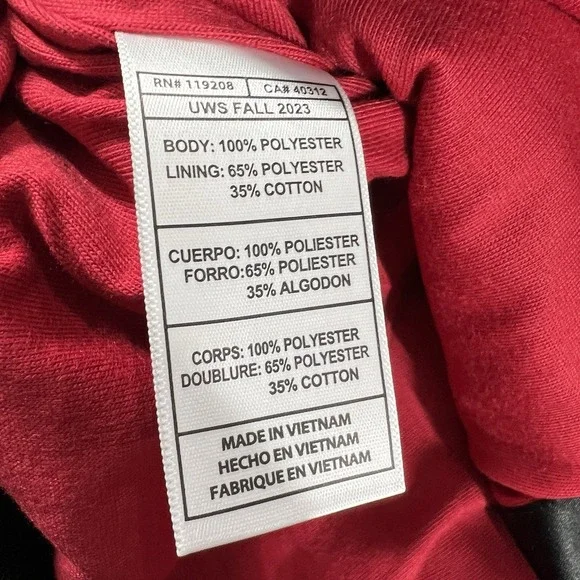 RN# 119208 CA# 40312
UWS FALL 2023
BODY: 100% POLYESTER
LINING: 65% POLYESTER
35% COTTON
CUERPO: 100% POLIESTER
FORRO:65% POLIESTER
35% ALGODON
CORPS: 100% POLYESTER
DOUBLURE: 65% POLYESTER
35% COTTON
MADE IN VIETNAM
HECHO EN VIETNAM
FABRIQUE EN VIETNAM